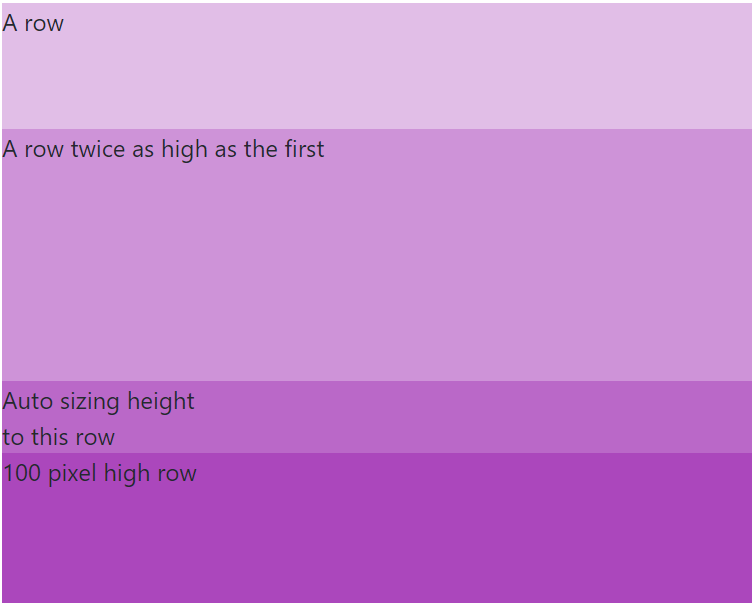 A row
A row twice as high as the first
Auto sizing height
to this row
100 pixel high row